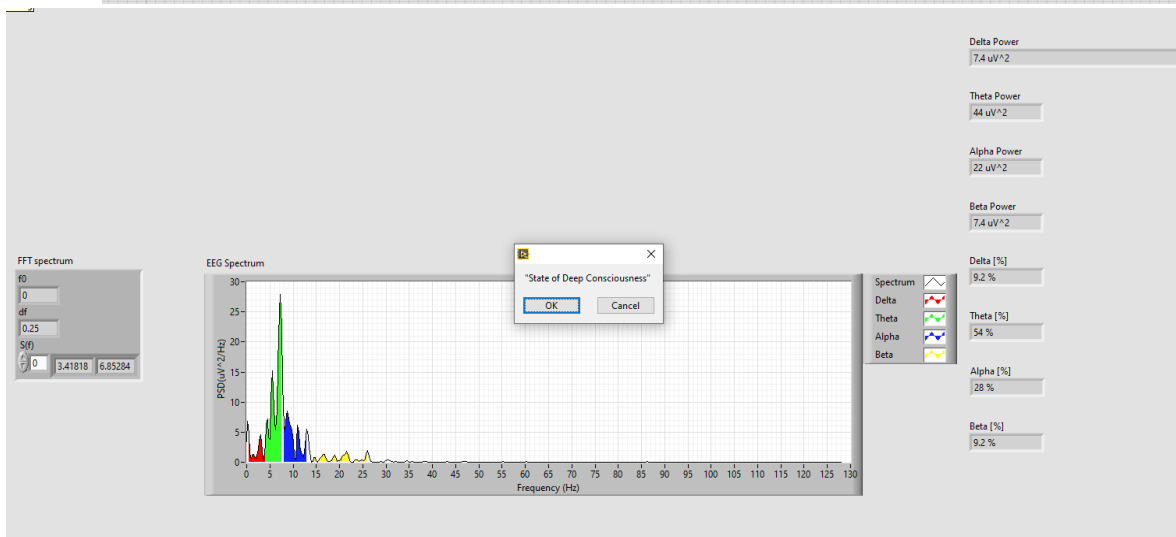 Delta Power
7.4 uV^2
Theta Power
44 uV^2
Alpha Power
22 uV^2
Beta Power
7.4 uV^2
Delta [%]
9.2 %
Theta [%]
54 %
Alpha [%]
28 %
Beta [%]
9.2 %
FFT spectrum
f0
0
df
0.25
S(f)
0 3.41818 6.85284
EEG Spectrum
"State of Deep Consciousness"
OK Cancel
Spectrum
Delta
Theta
Alpha
Beta
PSD(uV^2/Hz)
30
25
20
15
10
5
0
0 5 10 15 20 25 30 35 40 45 50 55 60 65 70 75 80 85 90 95 100 105 110 115 120 125 130
Frequency (Hz)